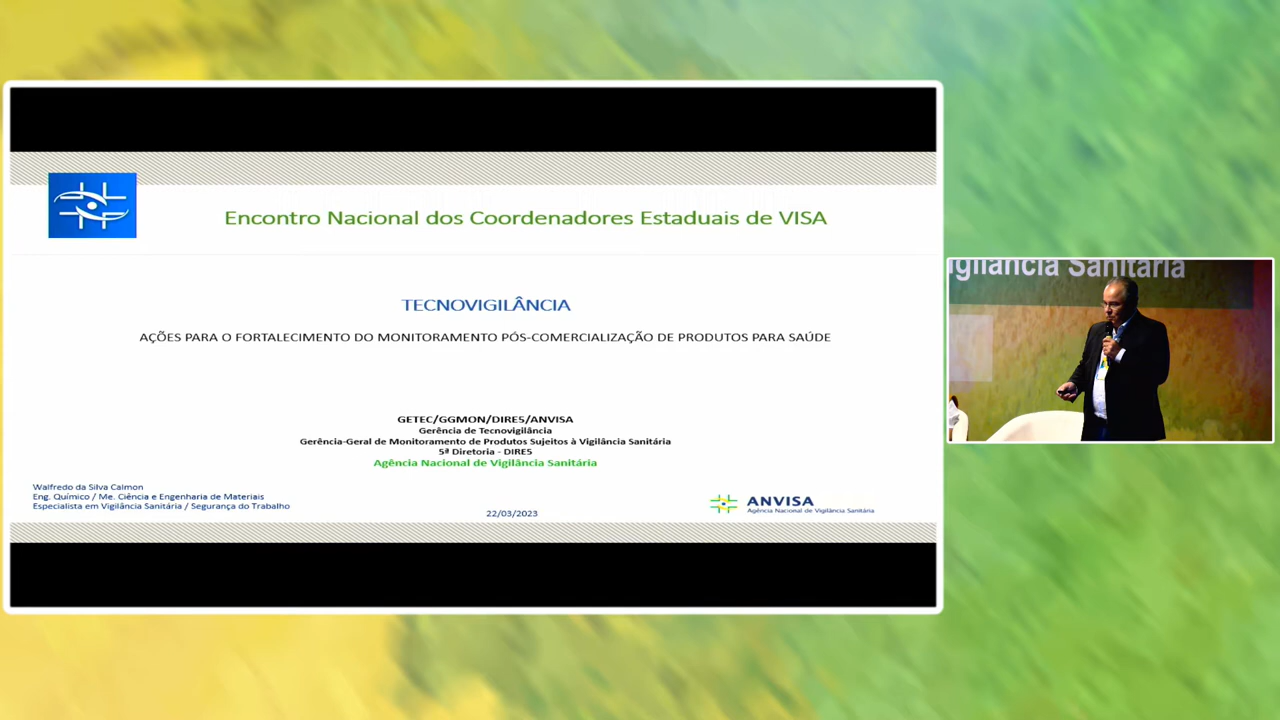 Encontro Nacional dos Coordenadores Estaduais de VISA
TECNOVIGILÂNCIA
AÇÕES PARA O FORTALECIMENTO DO MONITORAMENTO PÓS-COMERCIALIZAÇÃO DE PRODUTOS PARA SAÚDE
GETEC/GGMON/DIRE5/ANVISA
Gerência de Tecnovigilância
Gerência-Geral de Monitoramento de Produtos Sujeitos à Vigilância Sanitária
5ª Diretoria - DIRE5
Agência Nacional de Vigilância Sanitária
Walfredo da Silva Calmon
Eng. Químico / Me. Ciência e Engenharia de Materiais
Especialista em Vigilância Sanitária / Segurança do Trabalho
22/03/2023
ANVISA
Agência Nacional de Vigilância Sanitária
igilância Sanitária